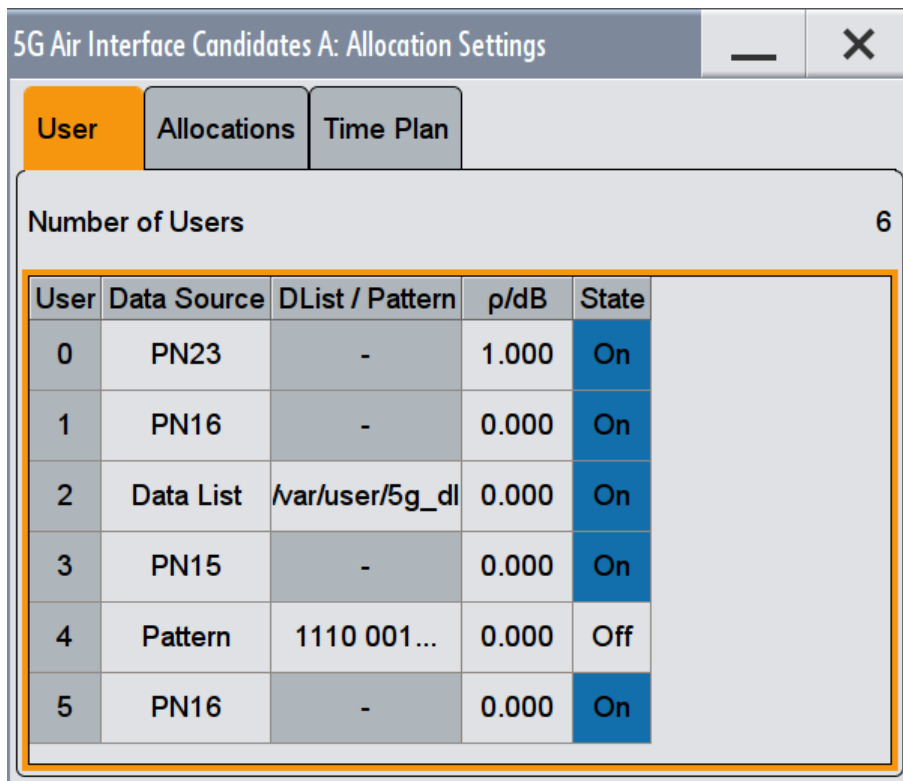 5G Air Interface Candidates A: Allocation Settings
User Allocations Time Plan
Number of Users 6
User Data Source DList / Pattern ρ/dB State
0 PN23 - 1.000 On
1 PN16 - 0.000 On
2 Data List /var/user/5g_dl 0.000 On
3 PN15 - 0.000 On
4 Pattern 1110 001... 0.000 Off
5 PN16 - 0.000 On